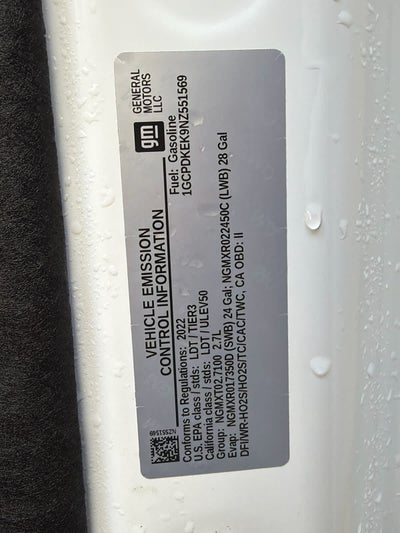 gm
GENERAL
MOTORS
LLC
VEHICLE EMISSION
CONTROL INFORMATION
Fuel: Gasoline
1GCPDKEK9NZ551569
Conforms to Regulations: 2022
U.S. EPA class / stds: LDT / TIER3
California class / stds: LDT / ULEV50
Group: NGMXT02.7100 2.7L
Evap: NGMXR017350D (SWB) 24 Gal; NGMXR022450C (LWB) 28 Gal
DFI/WR-HO2S/HO2S/TC/CAC/TWC, CA OBD: II
NZ551569